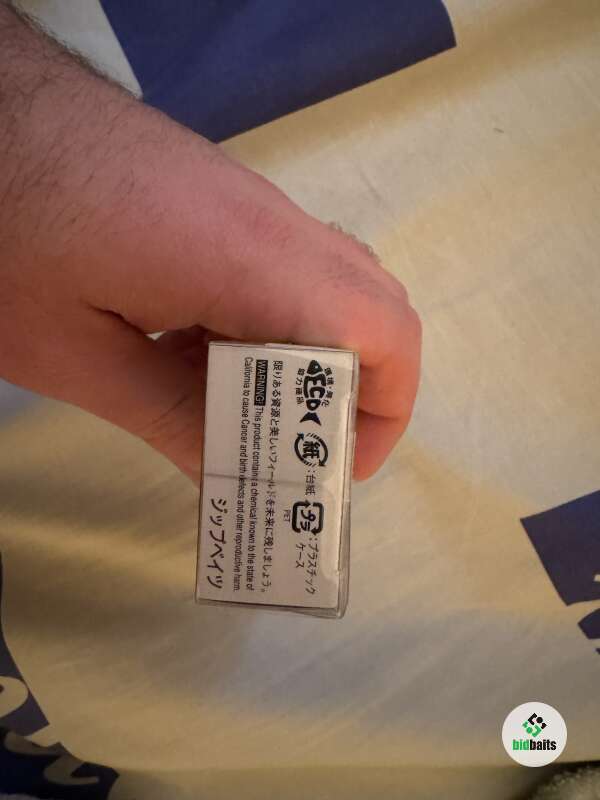 環境・美化
ECO
協力商品
紙
:台紙
プラ
PET
:プラスチック
ケース
限りある資源と美しいフィールドを未来に残しましょう。
WARNING: This product contains a chemical known to the state of
California to cause Cancer and birth defects and other reproductive harm.
ジップベイツ
bidbaits